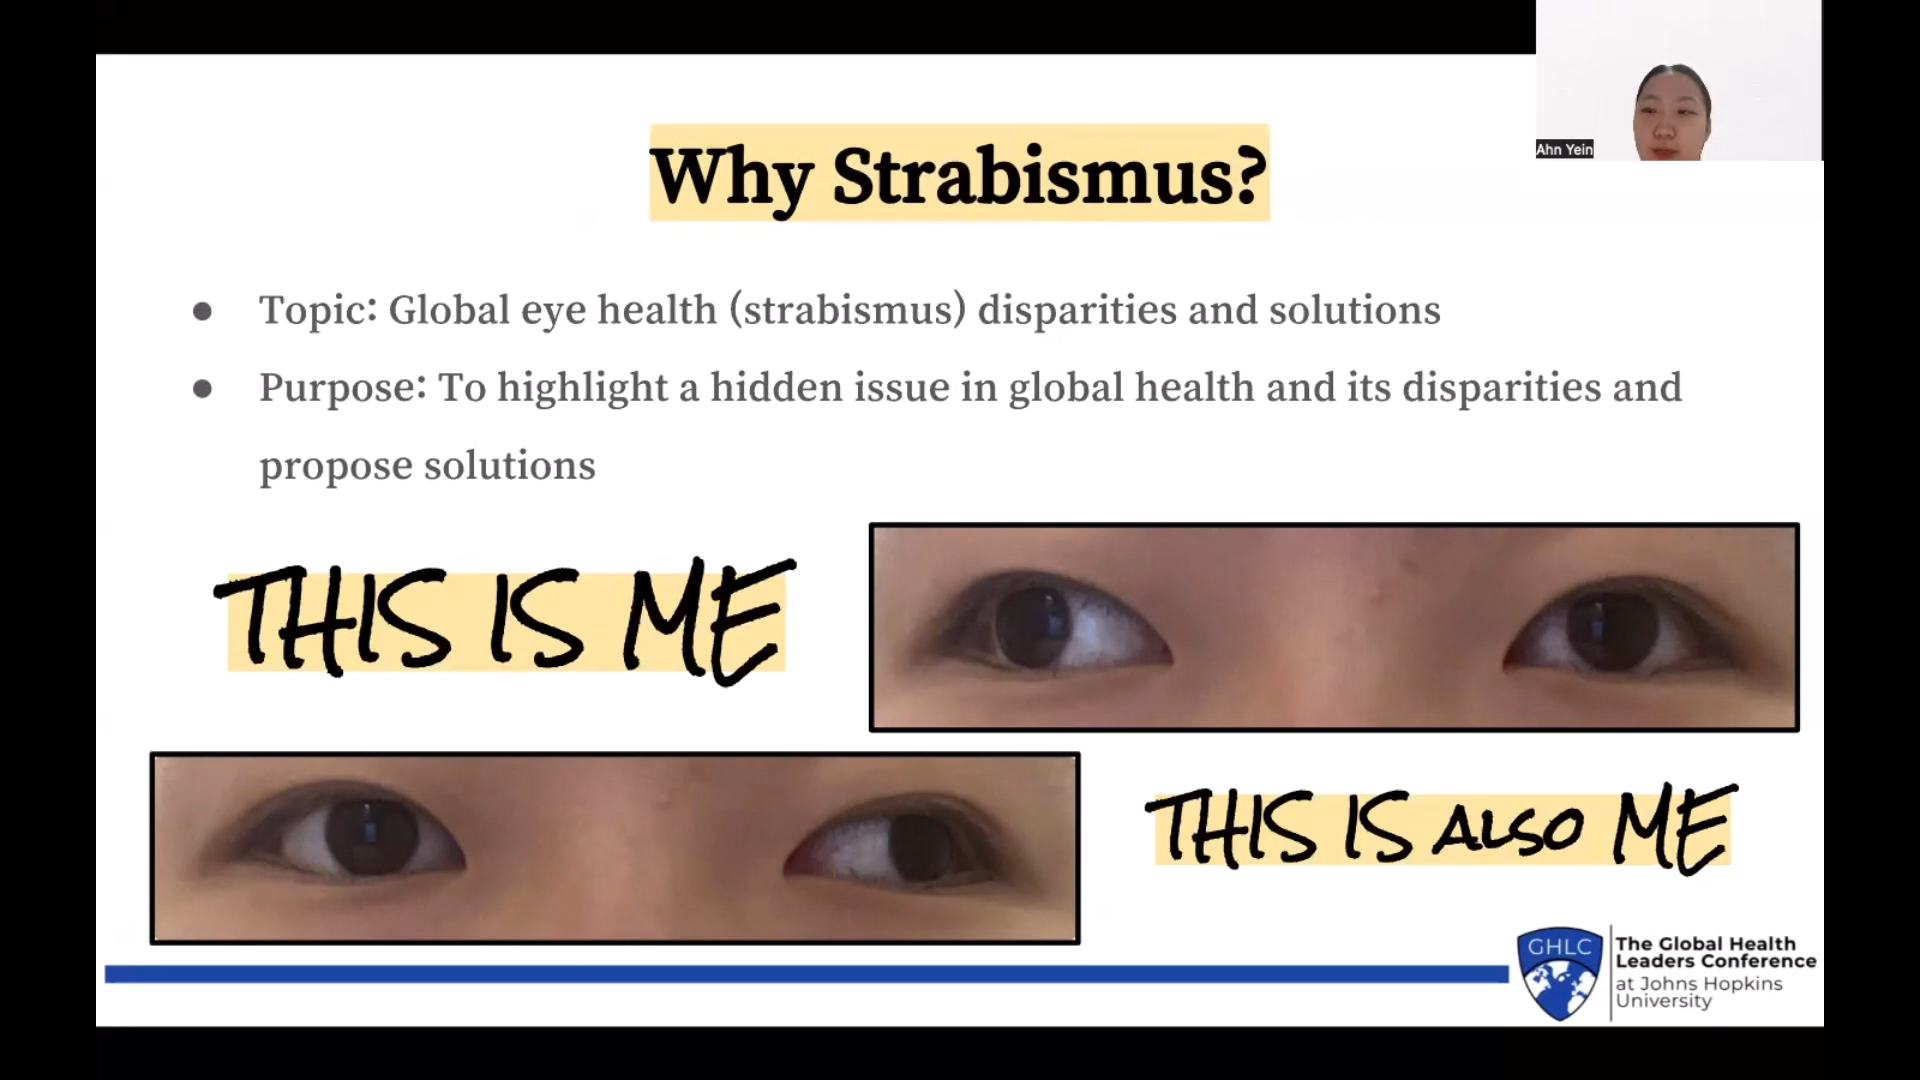 Ahn Yein
Why Strabismus?
● Topic: Global eye health (strabismus) disparities and solutions
● Purpose: To highlight a hidden issue in global health and its disparities and
propose solutions
THIS IS ME
THIS IS ALSO ME
GHLC
The Global Health
Leaders Conference
at Johns Hopkins
University